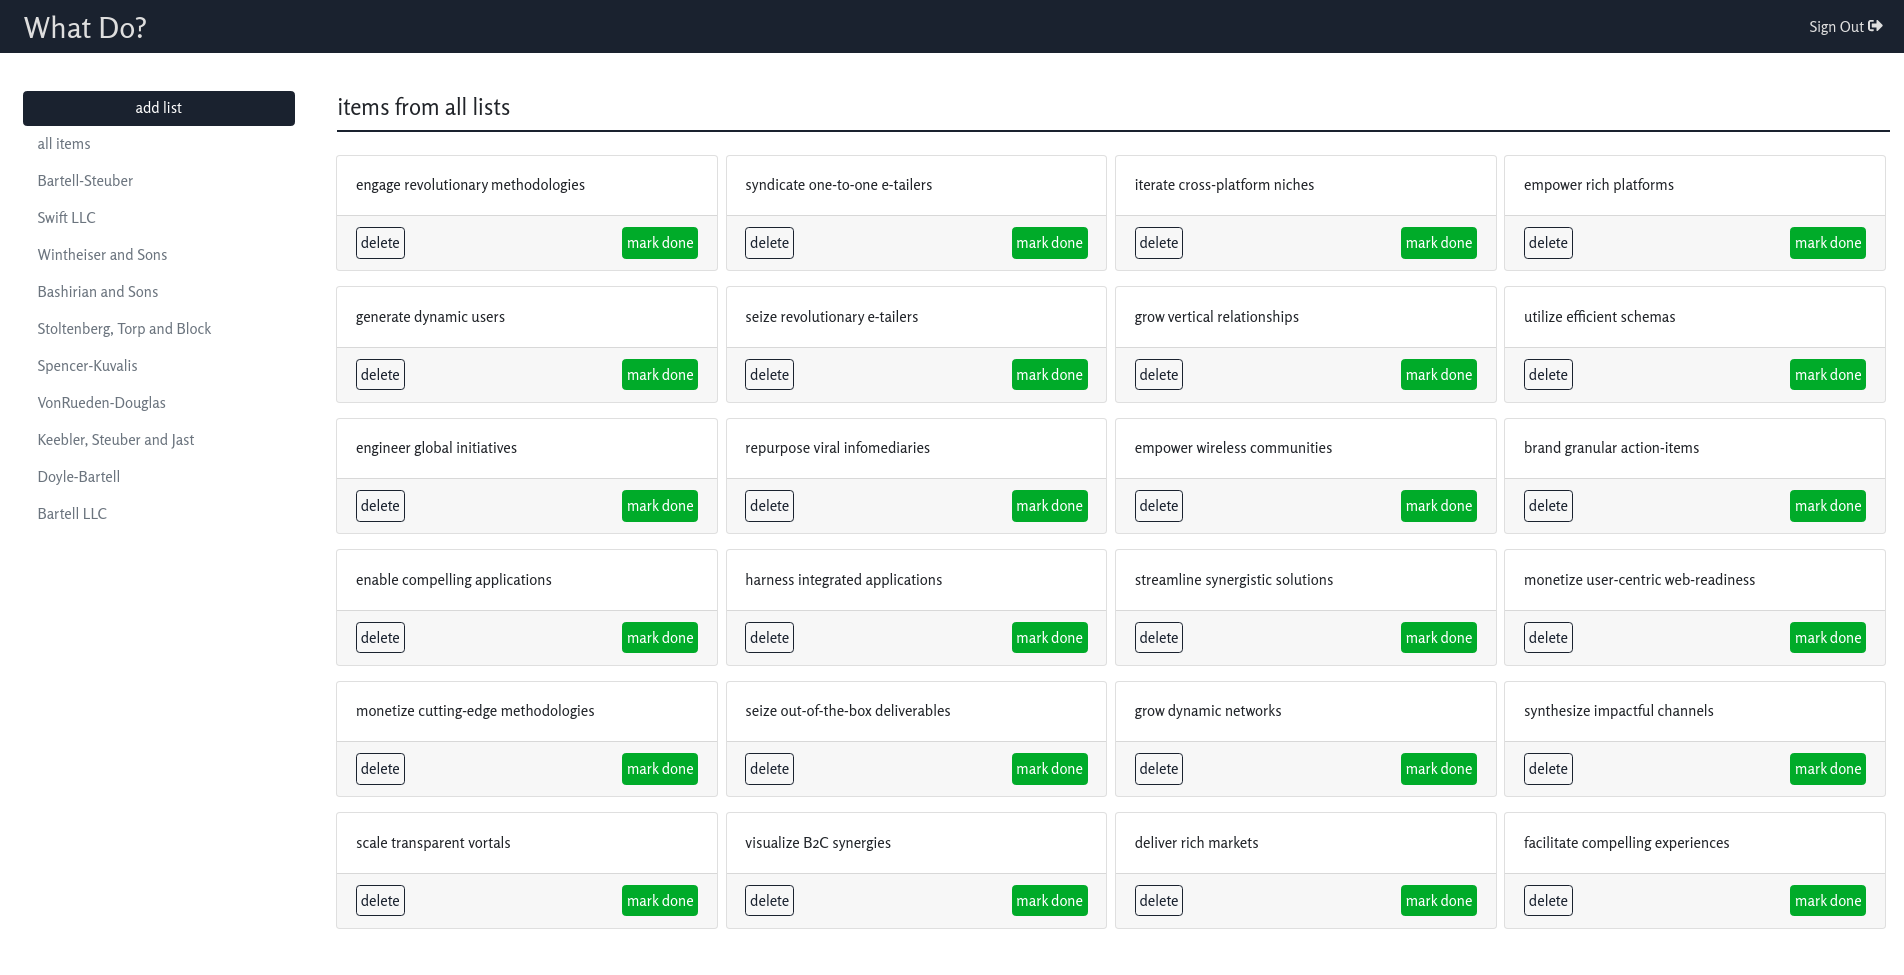 What Do?
Sign Out
add list
all items
Bartell-Steuber
Swift LLC
Wintheiser and Sons
Bashirian and Sons
Stoltenberg, Torp and Block
Spencer-Kuvalis
VonRueden-Douglas
Keebler, Steuber and Jast
Doyle-Bartell
Bartell LLC
items from all lists
engage revolutionary methodologies
delete mark done
syndicate one-to-one e-tailers
delete mark done
iterate cross-platform niches
delete mark done
empower rich platforms
delete mark done
generate dynamic users
delete mark done
seize revolutionary e-tailers
delete mark done
grow vertical relationships
delete mark done
utilize efficient schemas
delete mark done
engineer global initiatives
delete mark done
repurpose viral infomediaries
delete mark done
empower wireless communities
delete mark done
brand granular action-items
delete mark done
enable compelling applications
delete mark done
harness integrated applications
delete mark done
streamline synergistic solutions
delete mark done
monetize user-centric web-readiness
delete mark done
monetize cutting-edge methodologies
delete mark done
seize out-of-the-box deliverables
delete mark done
grow dynamic networks
delete mark done
synthesize impactful channels
delete mark done
scale transparent vortals
delete mark done
visualize B2C synergies
delete mark done
deliver rich markets
delete mark done
facilitate compelling experiences
delete mark done